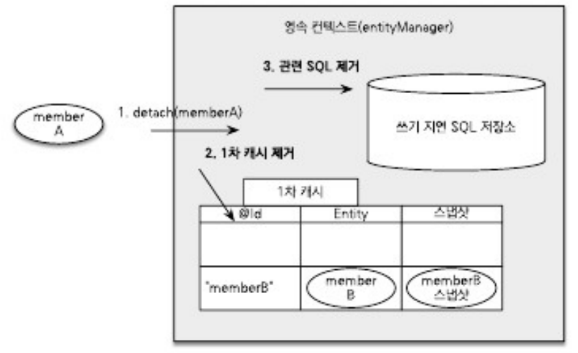 영속 컨텍스트(entityManager)
3. 관련 SQL 제거
member
A
1. detach(memberA)
쓰기 지연 SQL 저장소
2. 1차 캐시 제거
1차 캐시
@Id
Entity
스냅샷
"memberB"
member
B
memberB
스냅샷